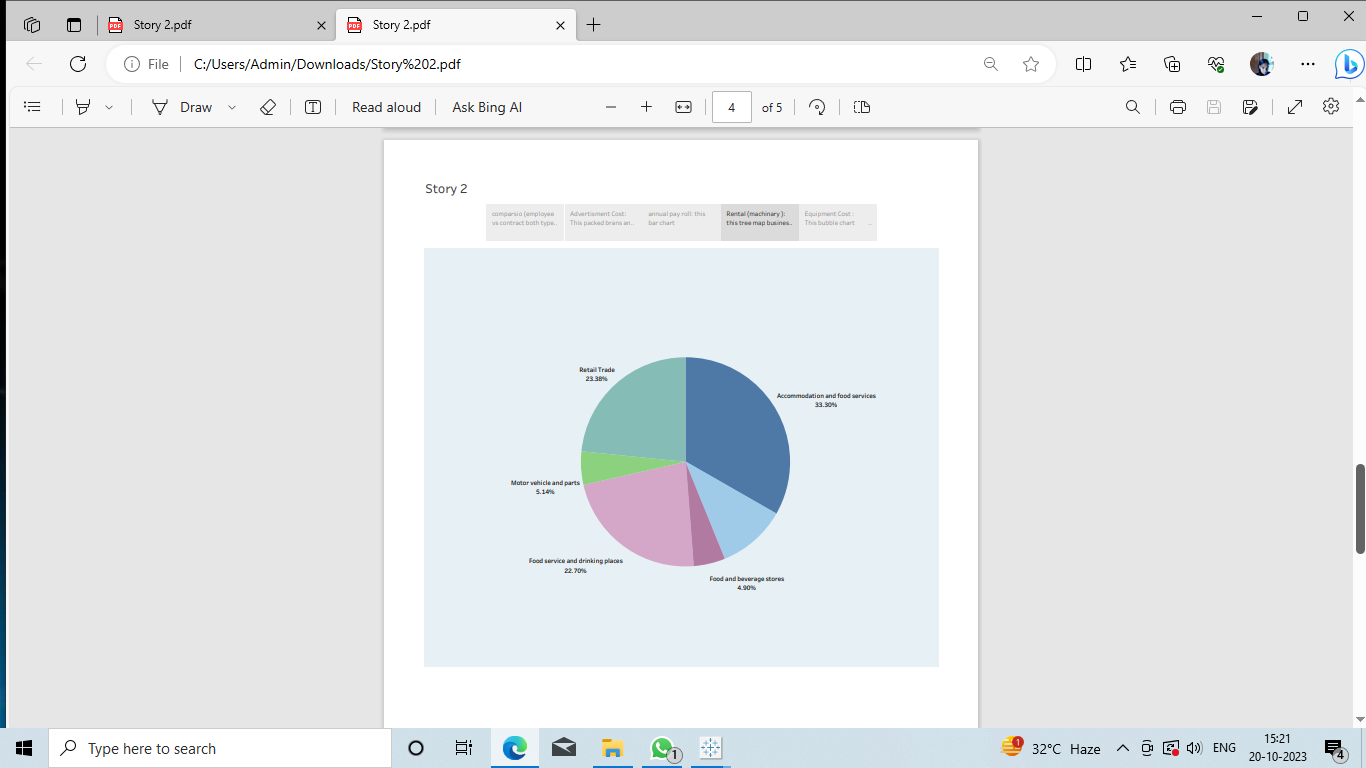 Story 2.pdf
Story 2.pdf
File
C:/Users/Admin/Downloads/Story%202.pdf
Draw
Read aloud
Ask Bing AI
4
of 5
Story 2
comparsio (employee
vs contract both type..
Advertisment Cost:
This packed brans an..
annual pay roll: this
bar chart
Rental (machinary ):
this tree map busines..
Equipment Cost :
This bubble chart ...
Retail Trade
23.38%
Accommodation and food services
33.30%
Motor vehicle and parts
5.14%
Food service and drinking places
22.70%
Food and beverage stores
4.90%
Type here to search
1
1
32°C Haze
ENG
15:21
20-10-2023
4